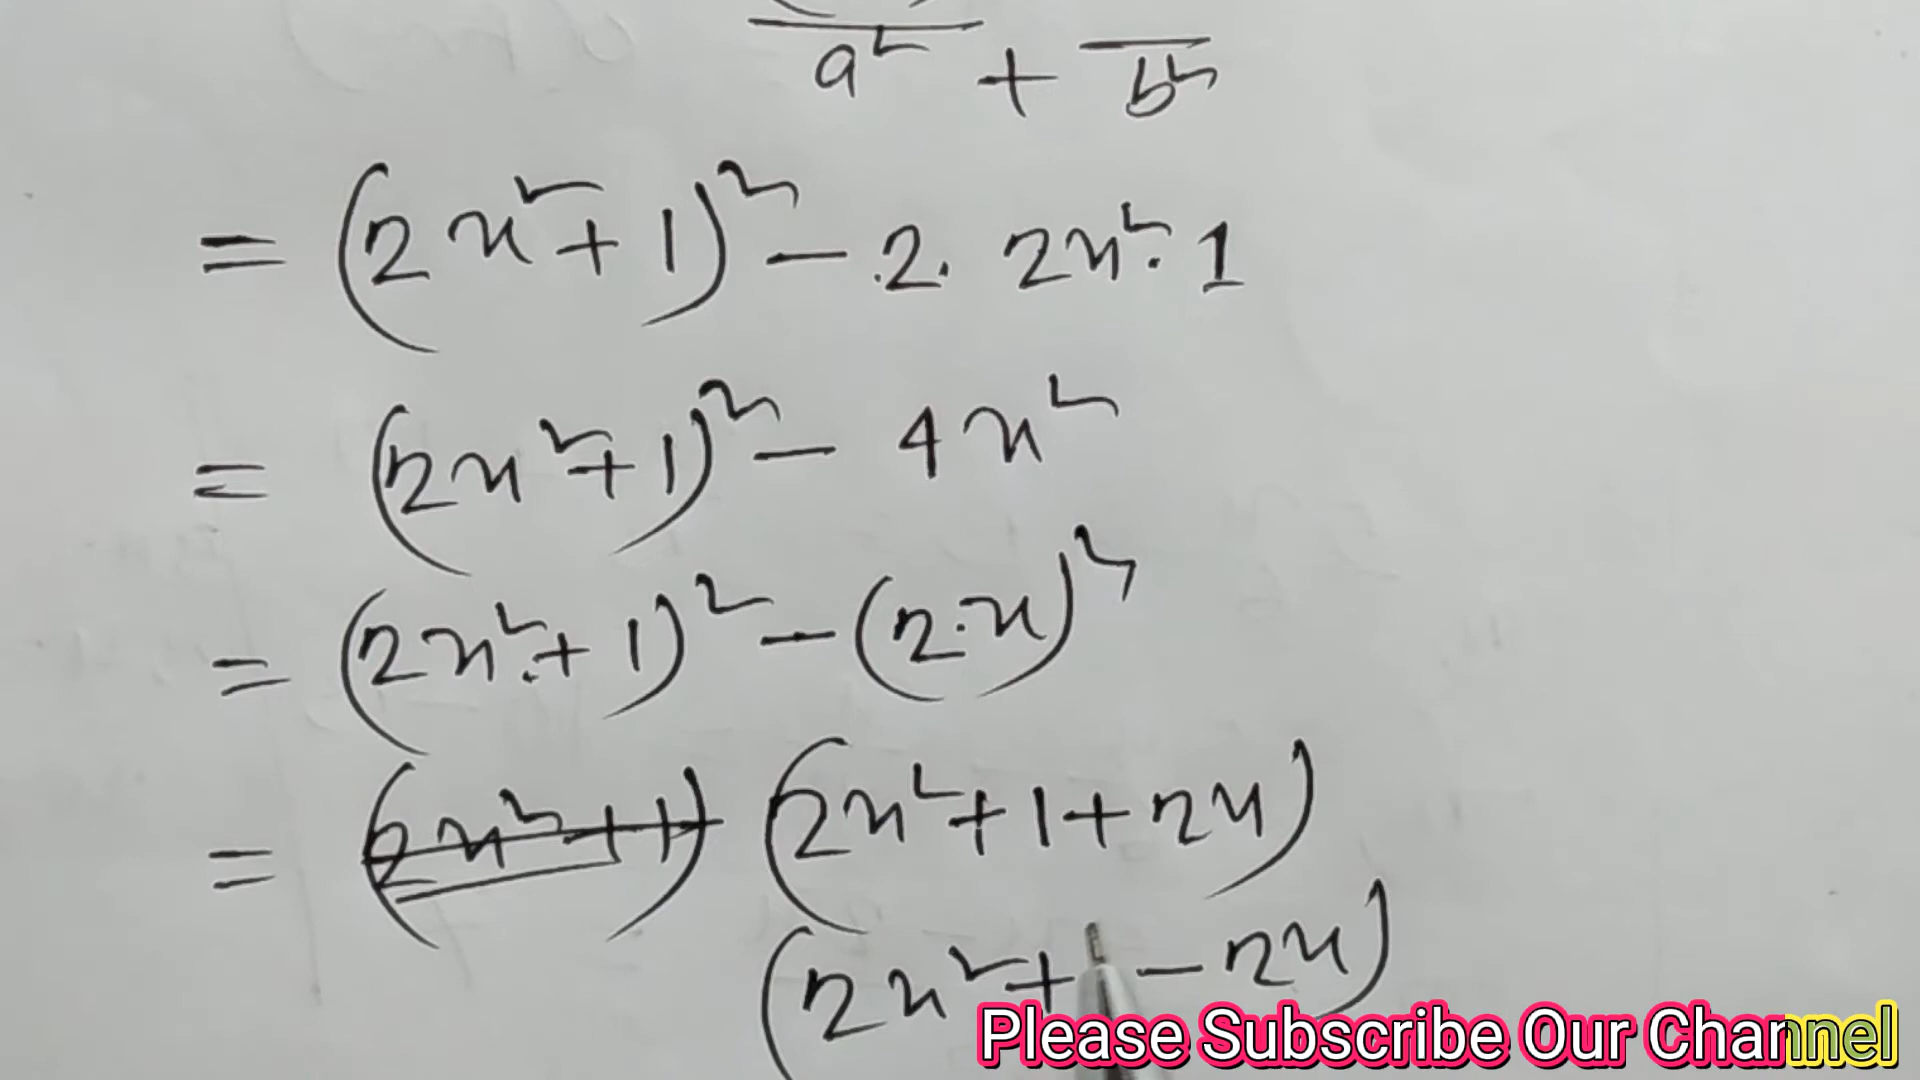 a² + b²
= (2x²+1)² - 2. 2x².1
= (2x²+1)² - 4x²
= (2x²+1)² - (2.x)²
= (2x²+1) (2x²+1+2x)
(2x²+ - 2x)
Please Subscribe Our Channel